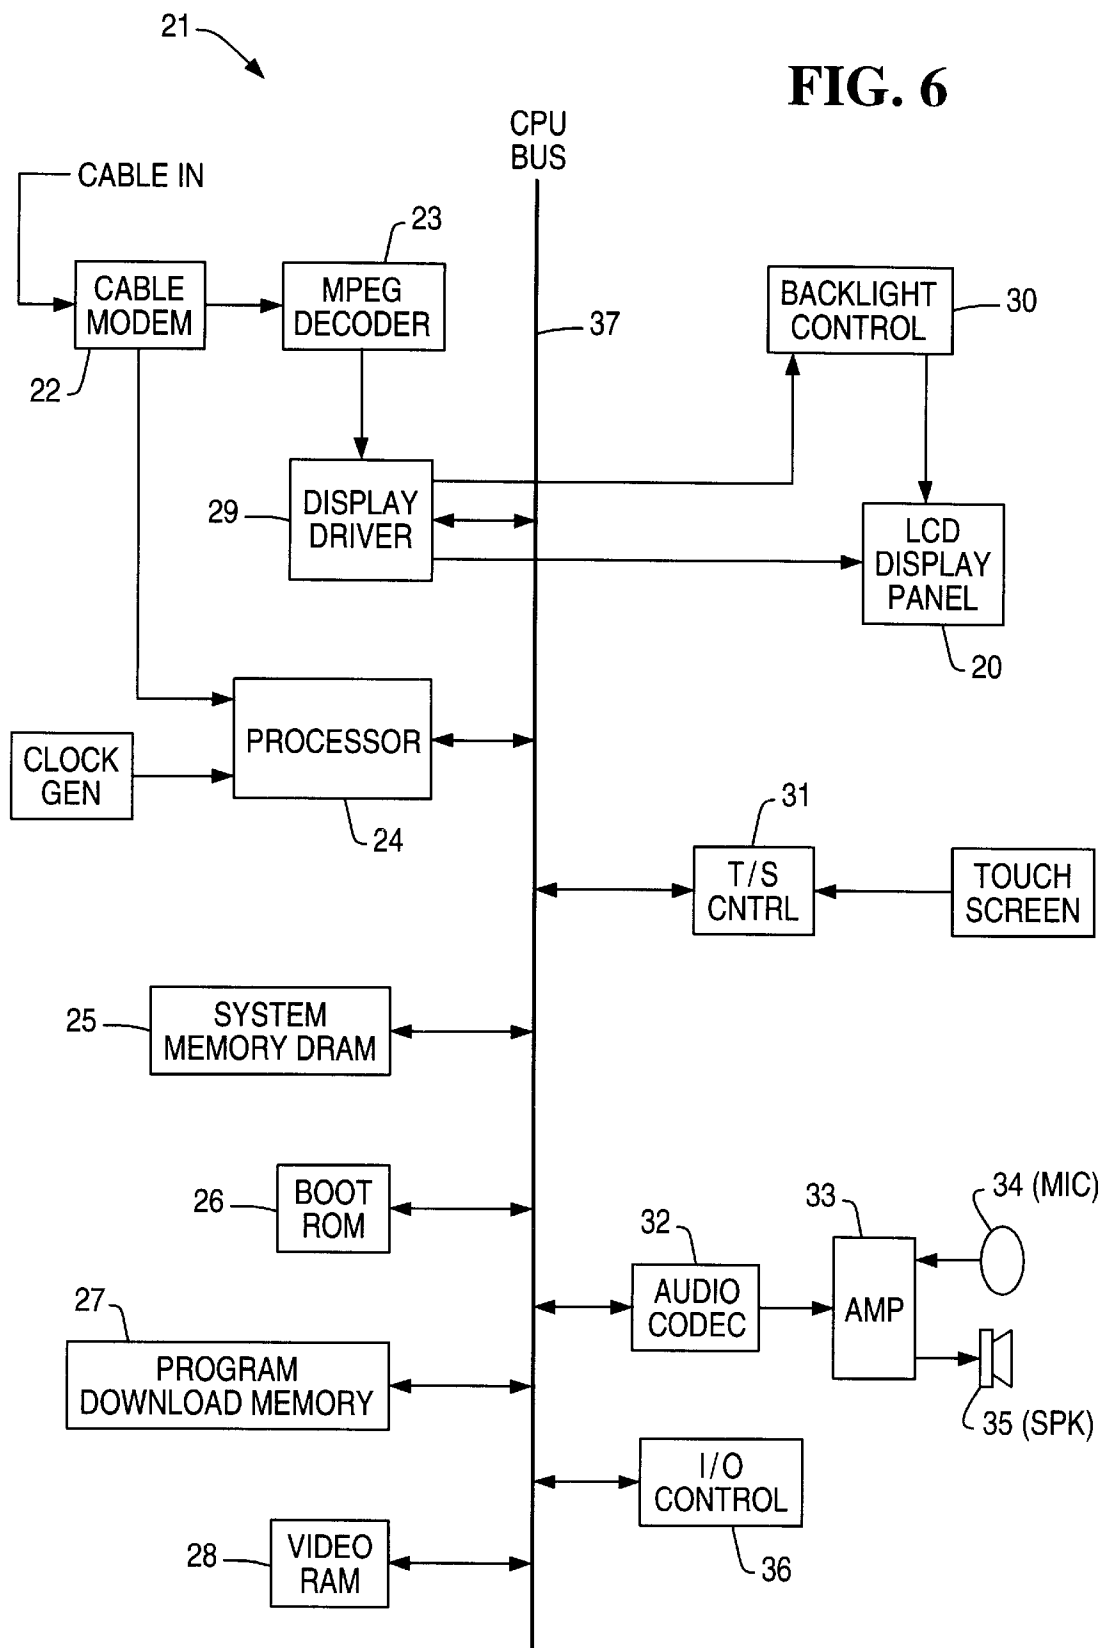 21
FIG. 6
CPU
BUS
CABLE IN
23
CABLE
MODEM
MPEG
DECODER
22
37
BACKLIGHT
CONTROL
30
29
DISPLAY
DRIVER
LCD
DISPLAY
PANEL
20
PROCESSOR
CLOCK
GEN
24
31
T/S
CNTRL
TOUCH
SCREEN
25
SYSTEM
MEMORY DRAM
26
BOOT
ROM
32
33
34 (MIC)
AUDIO
CODEC
AMP
27
PROGRAM
DOWNLOAD MEMORY
35 (SPK)
I/O
CONTROL
36
28
VIDEO
RAM